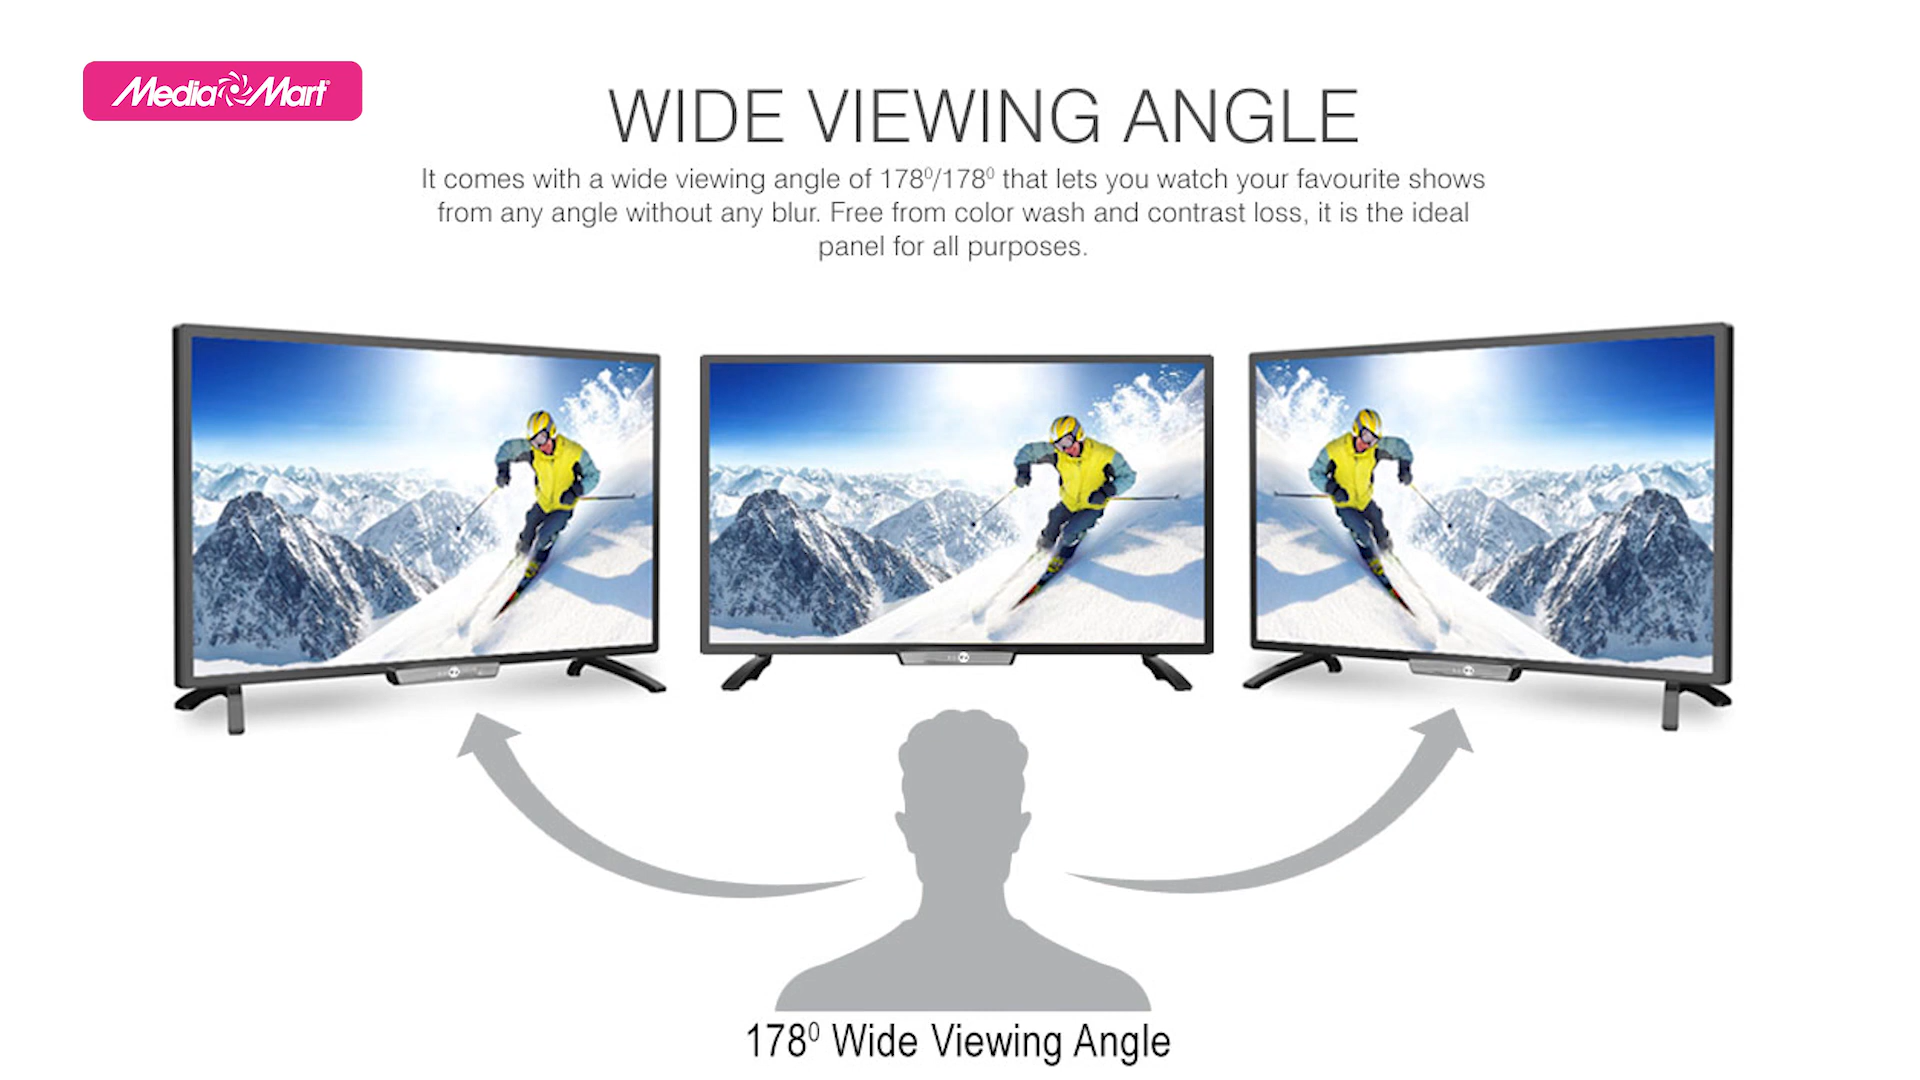 Media Mart
WIDE VIEWING ANGLE
It comes with a wide viewing angle of 178⁰/178⁰ that lets you watch your favourite shows
from any angle without any blur. Free from color wash and contrast loss, it is the ideal
panel for all purposes.
178⁰ Wide Viewing Angle